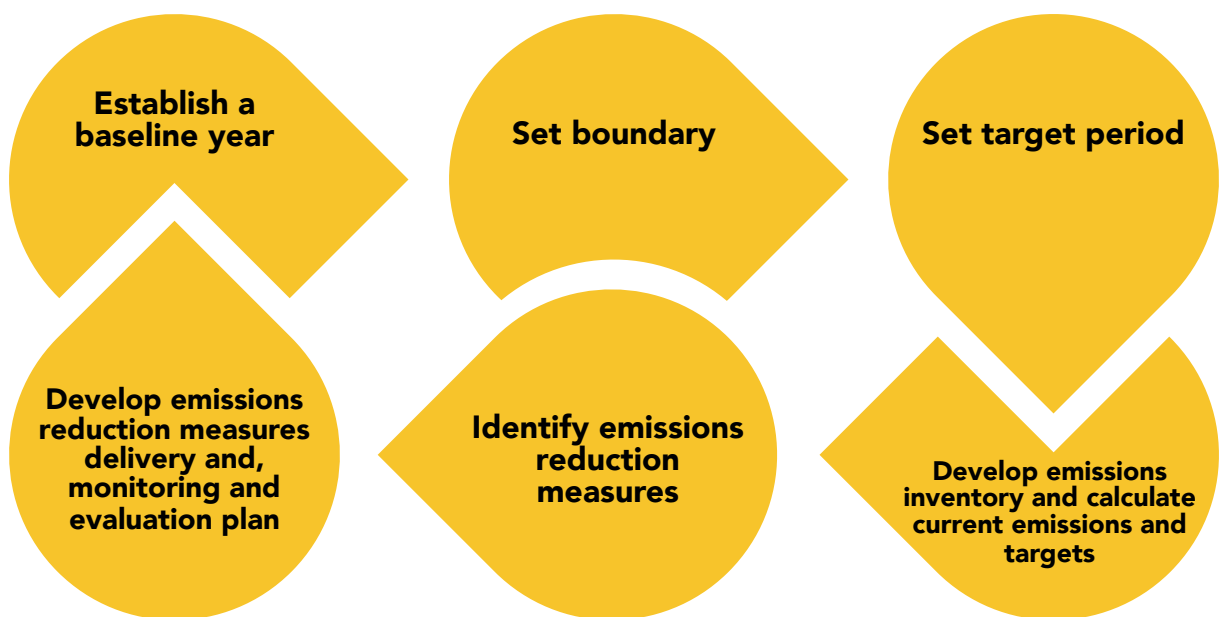 Establish a
baseline year
Set boundary
Set target period
Develop emissions
inventory and calculate
current emissions and
targets
Identify emissions
reduction
measures
Develop emissions
reduction measures
delivery and,
monitoring and
evaluation plan